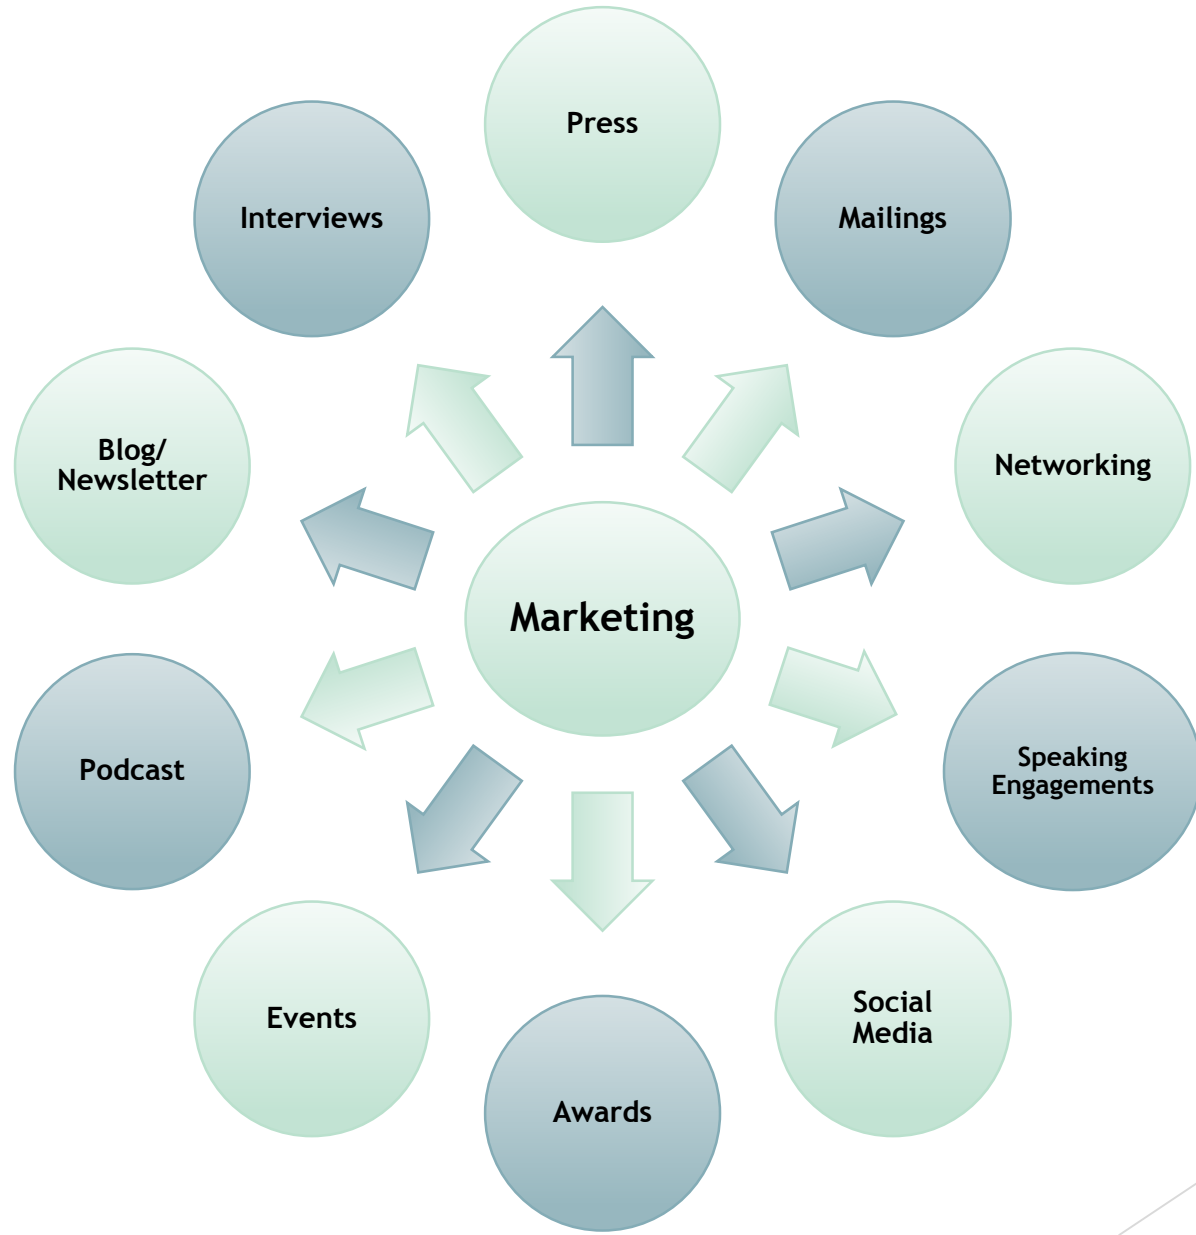 Press
Interviews
Mailings
Blog/
Newsletter
Networking
Marketing
Podcast
Speaking
Engagements
Events
Social
Media
Awards